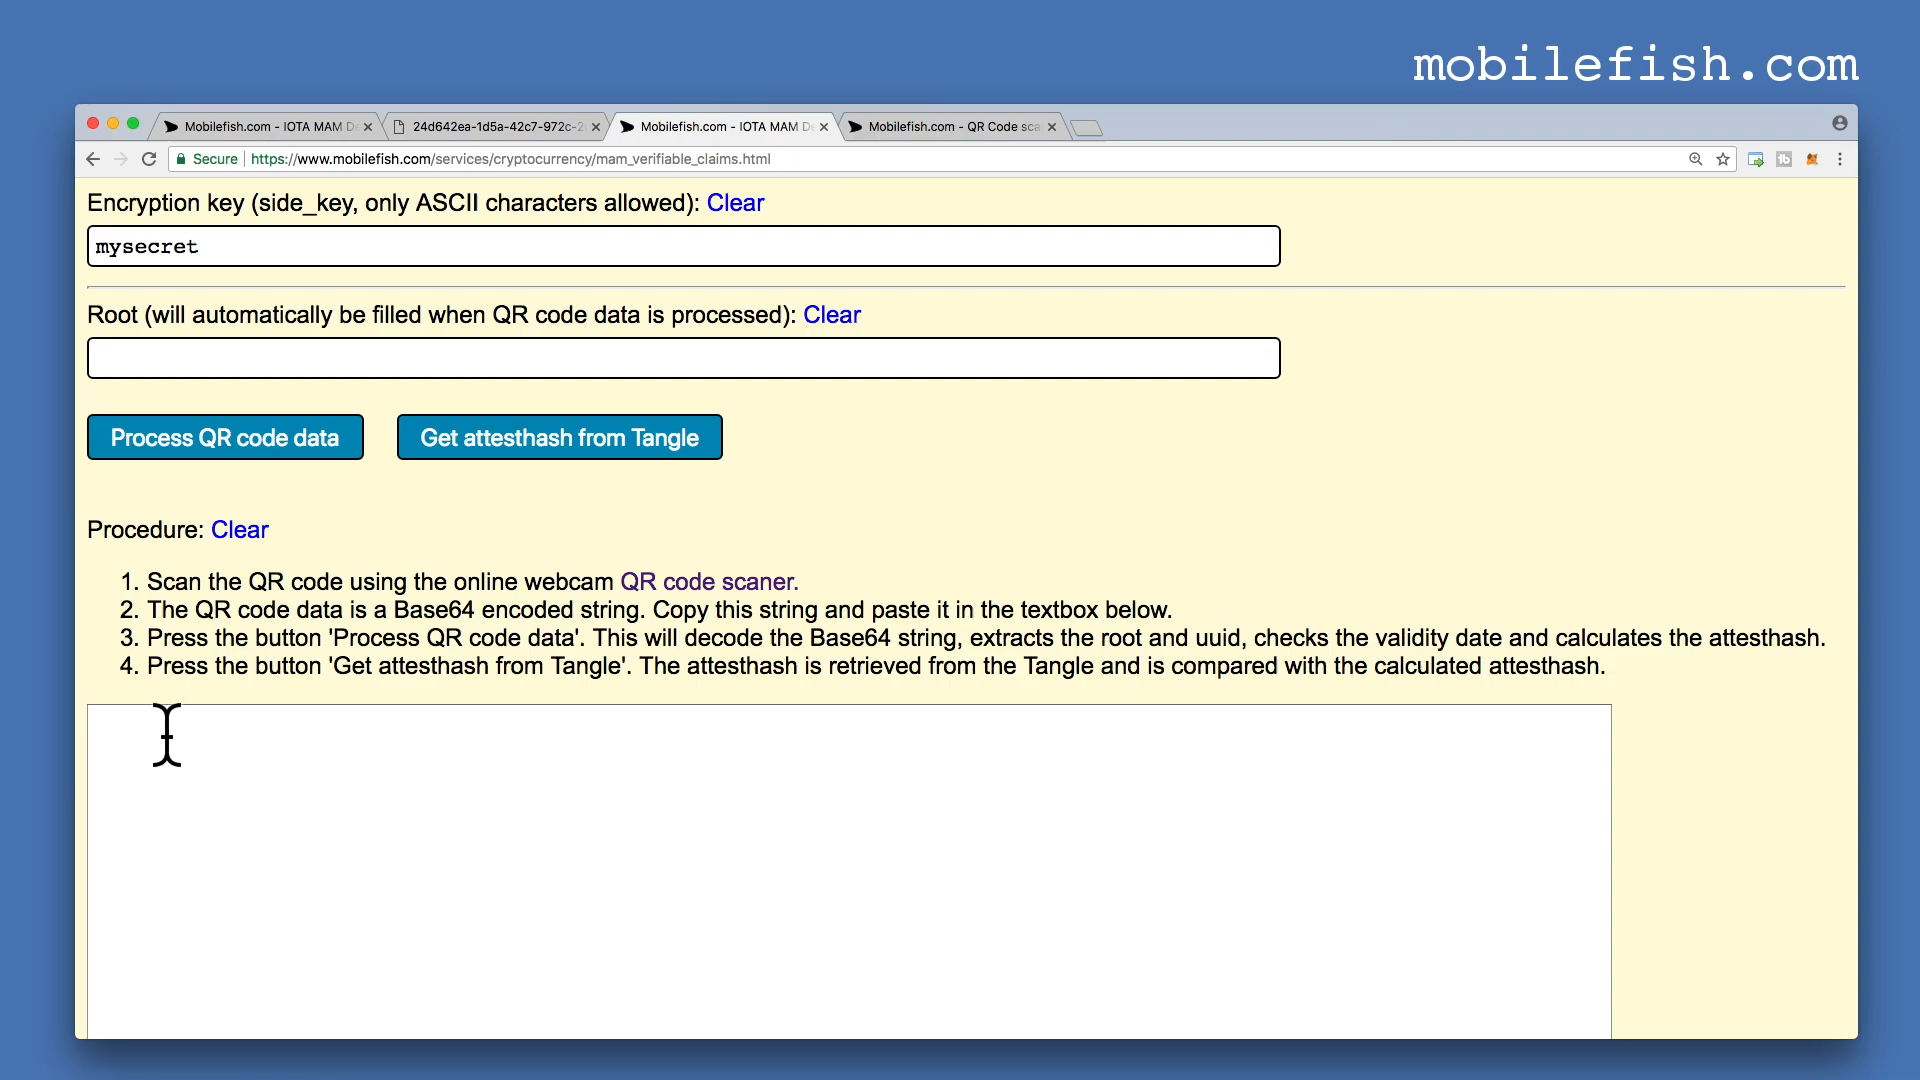 mobilefish.com
Mobilefish.com - IOTA MAM D
24d642ea-1d5a-42c7-972c-2
Mobilefish.com - IOTA MAM D
Mobilefish.com - QR Code sca
Secure https://www.mobilefish.com/services/cryptocurrency/mam_verifiable_claims.html
Encryption key (side_key, only ASCII characters allowed): Clear
mysecret
Root (will automatically be filled when QR code data is processed): Clear
Process QR code data
Get attesthash from Tangle
Procedure: Clear
1. Scan the QR code using the online webcam QR code scaner.
2. The QR code data is a Base64 encoded string. Copy this string and paste it in the textbox below.
3. Press the button 'Process QR code data'. This will decode the Base64 string, extracts the root and uuid, checks the validity date and calculates the attesthash.
4. Press the button 'Get attesthash from Tangle'. The attesthash is retrieved from the Tangle and is compared with the calculated attesthash.